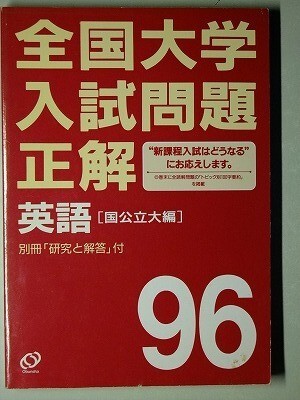 全国大学
入試問題
正解
"新課程入試はどうなる"
にお応えします。
英語[国公立大編]
別冊「研究と解答」付
96
Obunsha